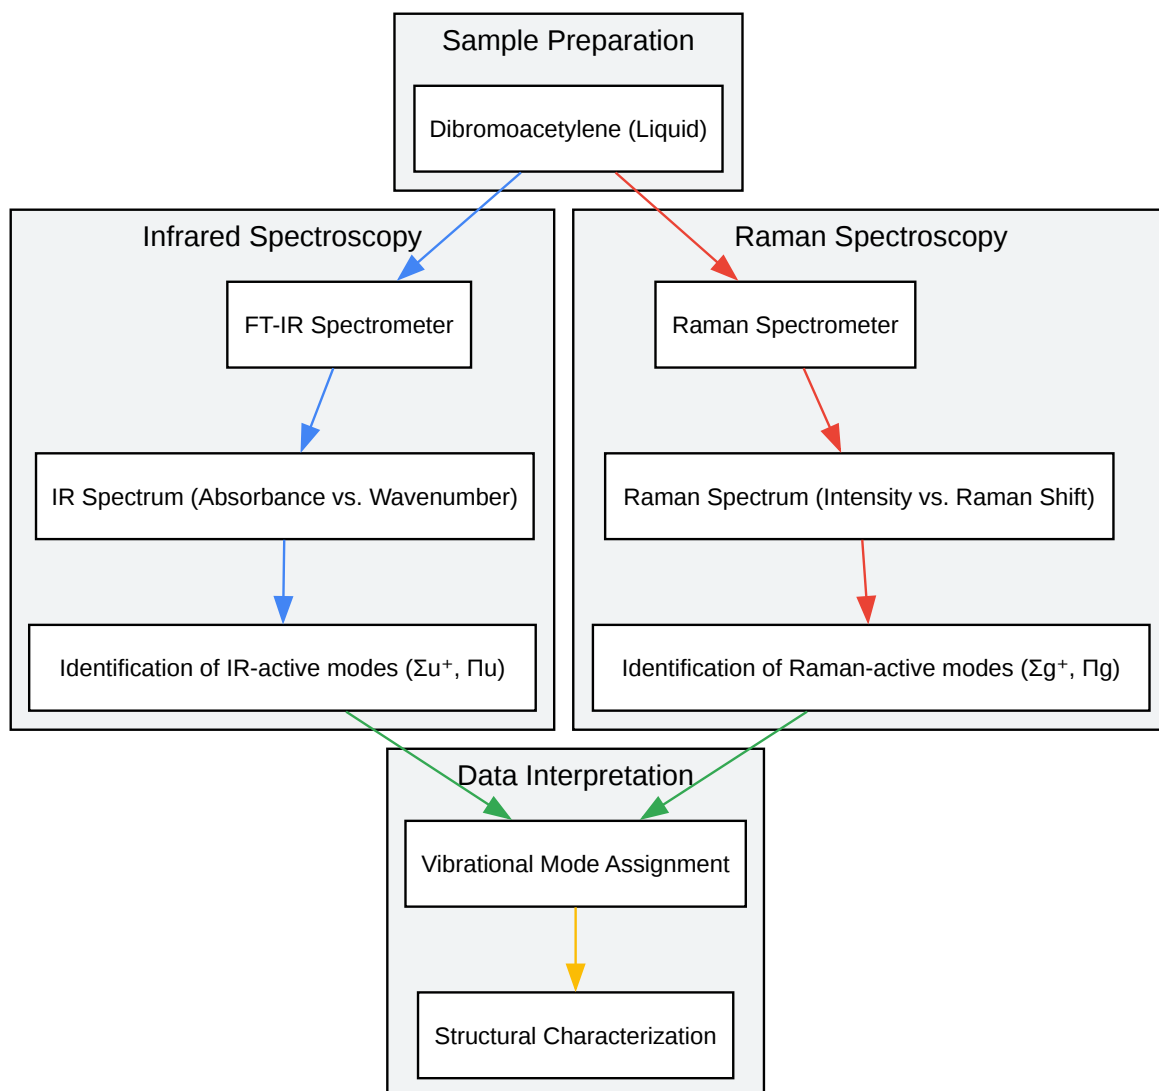 Sample Preparation
Dibromoacetylene (Liquid)
Infrared Spectroscopy
Raman Spectroscopy
FT-IR Spectrometer
Raman Spectrometer
IR Spectrum (Absorbance vs. Wavenumber)
Raman Spectrum (Intensity vs. Raman Shift)
Identification of IR-active modes (Σu⁺, Πu)
Identification of Raman-active modes (Σg⁺, Πg)
Data Interpretation
Vibrational Mode Assignment
Structural Characterization